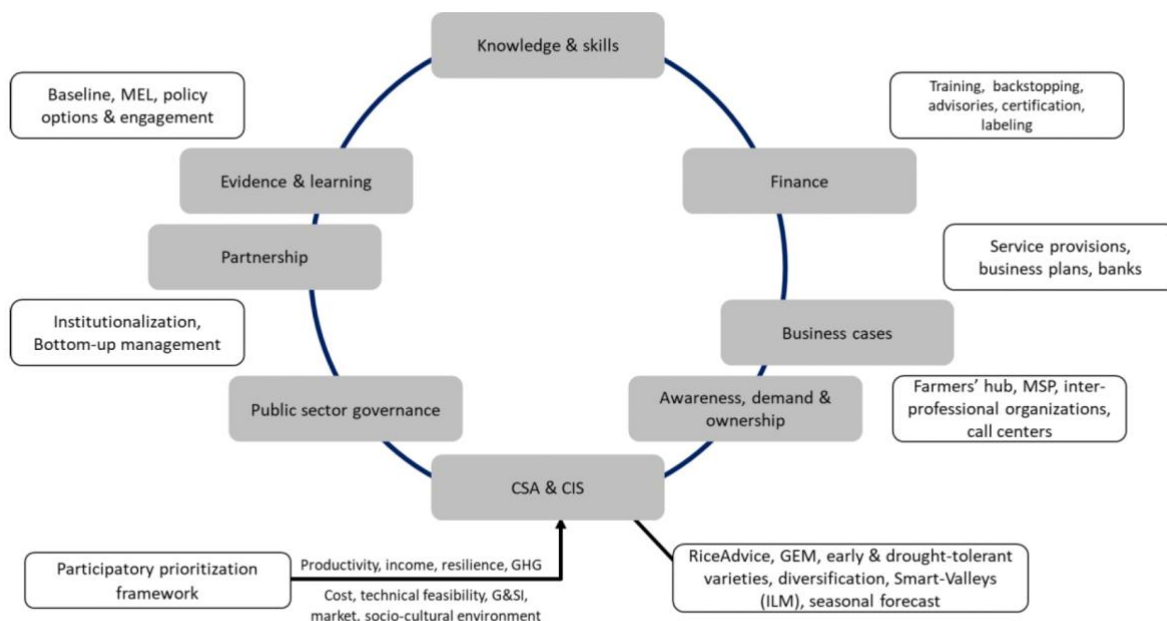 Knowledge & skills
Baseline, MEL, policy
options & engagement
Training, backstopping,
advisories, certification,
labeling
Evidence & learning
Finance
Partnership
Service provisions,
business plans, banks
Institutionalization,
Bottom-up management
Business cases
Public sector governance
Awareness, demand &
ownership
Farmers' hub, MSP, inter-
professional organizations,
call centers
CSA & CIS
Participatory prioritization
framework
Productivity, income, resilience, GHG
Cost, technical feasibility, G&SI,
market, socio-cultural environment
RiceAdvice, GEM, early & drought-tolerant
varieties, diversification, Smart-Valleys
(ILM), seasonal forecast